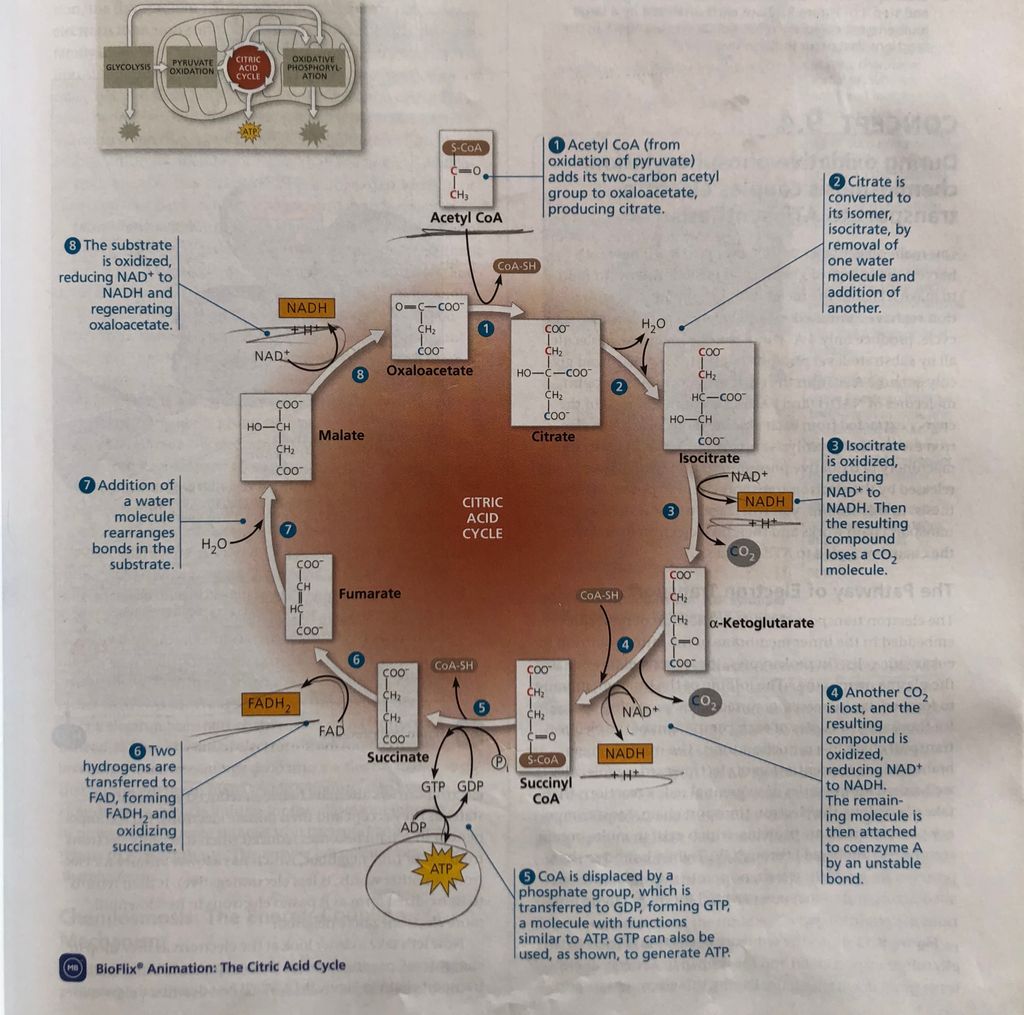 GLYCOLYSIS
PYRUVATE
OXIDATION
CITRIC
ACID
CYCLE
OXIDATIVE
PHOSPHORYL-
ATION
ATP
S-CoA
C=O
CH₃
Acetyl CoA
1 Acetyl CoA (from
oxidation of pyruvate)
adds its two-carbon acetyl
group to oxaloacetate,
producing citrate.
2 Citrate is
converted to
its isomer,
isocitrate, by
removal of
one water
molecule and
addition of
another.
8 The substrate
is oxidized,
reducing NAD⁺ to
NADH and
regenerating
oxaloacetate.
CoA-SH
NADH
+ H⁺
NAD⁺
8
O=C—COO⁻
CH₂
COO⁻
Oxaloacetate
1
COO⁻
CH₂
HO—C—COO⁻
CH₂
COO⁻
Citrate
H₂O
2
COO⁻
CH₂
HC—COO⁻
HO—CH
COO⁻
Isocitrate
COO⁻
HO—CH
CH₂
COO⁻
Malate
3 Isocitrate
is oxidized,
reducing
NAD⁺ to
NADH. Then
the resulting
compound
loses a CO₂
molecule.
NAD⁺
NADH
+ H⁺
3
CO₂
CITRIC
ACID
CYCLE
7 Addition of
a water
molecule
rearranges
bonds in the
substrate.
H₂O
7
COO⁻
CH
HC
COO⁻
Fumarate
CoA-SH
4
COO⁻
CH₂
CH₂
C=O
COO⁻
α-Ketoglutarate
6
FADH₂
FAD
COO⁻
CH₂
CH₂
COO⁻
Succinate
CoA-SH
5
COO⁻
CH₂
CH₂
C=O
S-CoA
Succinyl
CoA
NAD⁺
NADH
+ H⁺
CO₂
4 Another CO₂
is lost, and the
resulting
compound is
oxidized,
reducing NAD⁺
to NADH.
The remain-
ing molecule is
then attached
to coenzyme A
by an unstable
bond.
6 Two
hydrogens are
transferred to
FAD, forming
FADH₂ and
oxidizing
succinate.
Pᵢ
GTP GDP
ADP
ATP
5 CoA is displaced by a
phosphate group, which is
transferred to GDP, forming GTP,
a molecule with functions
similar to ATP. GTP can also be
used, as shown, to generate ATP.
MB BioFlix® Animation: The Citric Acid Cycle